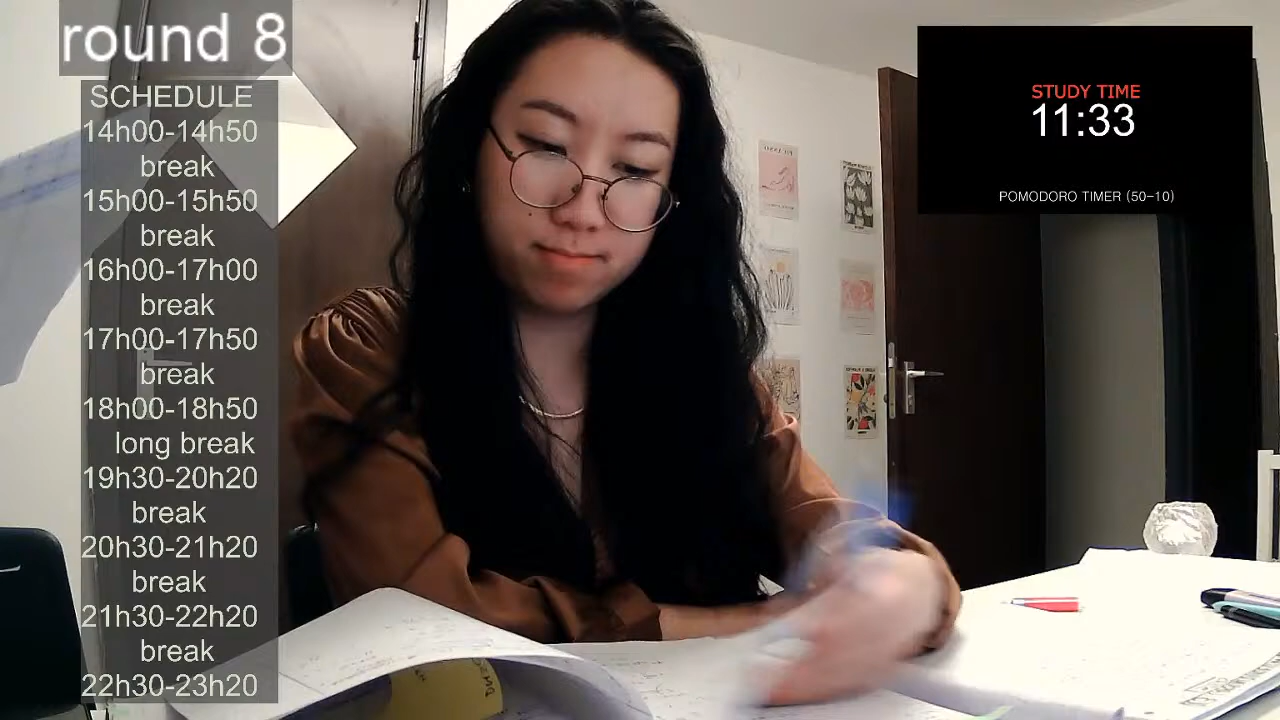 round 8
SCHEDULE
14h00-14h50
break
15h00-15h50
break
16h00-17h00
break
17h00-17h50
break
18h00-18h50
long break
19h30-20h20
break
20h30-21h20
break
21h30-22h20
break
22h30-23h20
STUDY TIME
11:33
POMODORO TIMER (50-10)